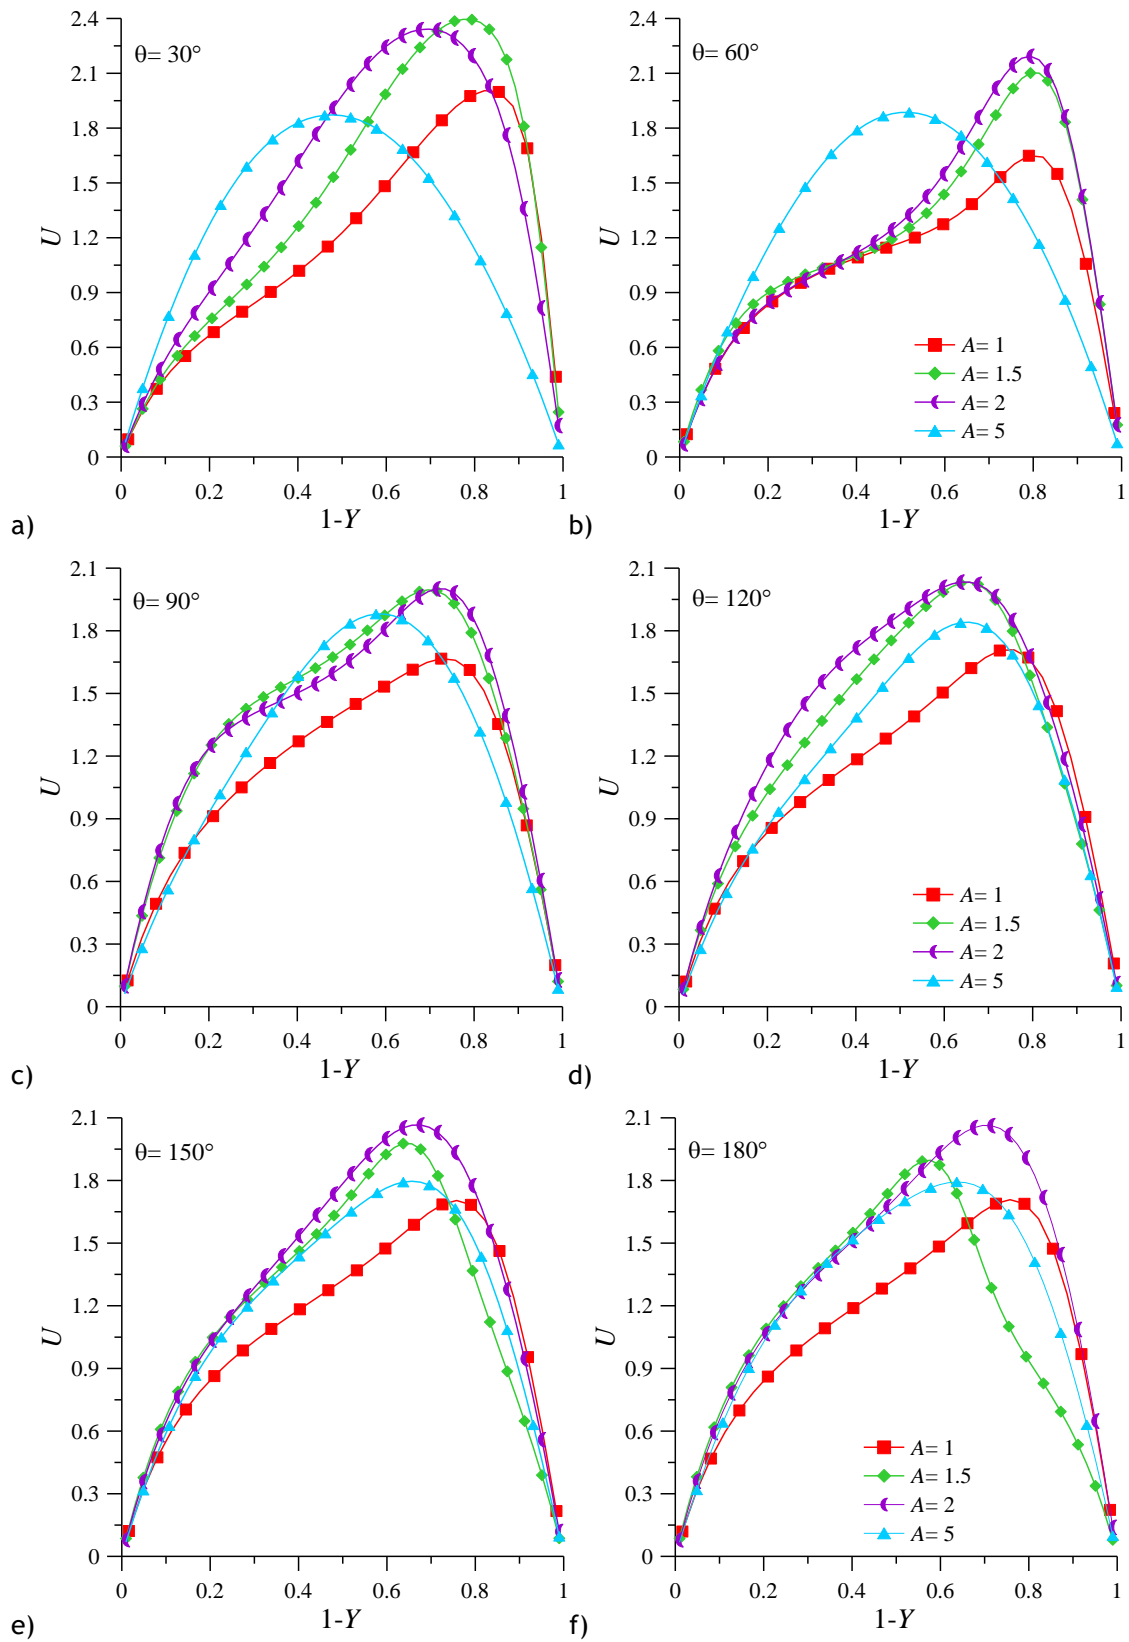 2.4
2.1
1.8
1.5
1.2
0.9
0.6
0.3
0
U
θ= 30°
0 0.2 0.4 0.6 0.8 1
1-Y
a)
2.4
2.1
1.8
1.5
1.2
0.9
0.6
0.3
0
U
θ= 60°
A= 1
A= 1.5
A= 2
A= 5
0 0.2 0.4 0.6 0.8 1
1-Y
b)
2.1
1.8
1.5
1.2
0.9
0.6
0.3
0
U
θ= 90°
0 0.2 0.4 0.6 0.8 1
1-Y
c)
2.1
1.8
1.5
1.2
0.9
0.6
0.3
0
U
θ= 120°
A= 1
A= 1.5
A= 2
A= 5
0 0.2 0.4 0.6 0.8 1
1-Y
d)
2.1
1.8
1.5
1.2
0.9
0.6
0.3
0
U
θ= 150°
0 0.2 0.4 0.6 0.8 1
1-Y
e)
2.1
1.8
1.5
1.2
0.9
0.6
0.3
0
U
θ= 180°
A= 1
A= 1.5
A= 2
A= 5
0 0.2 0.4 0.6 0.8 1
1-Y
f)